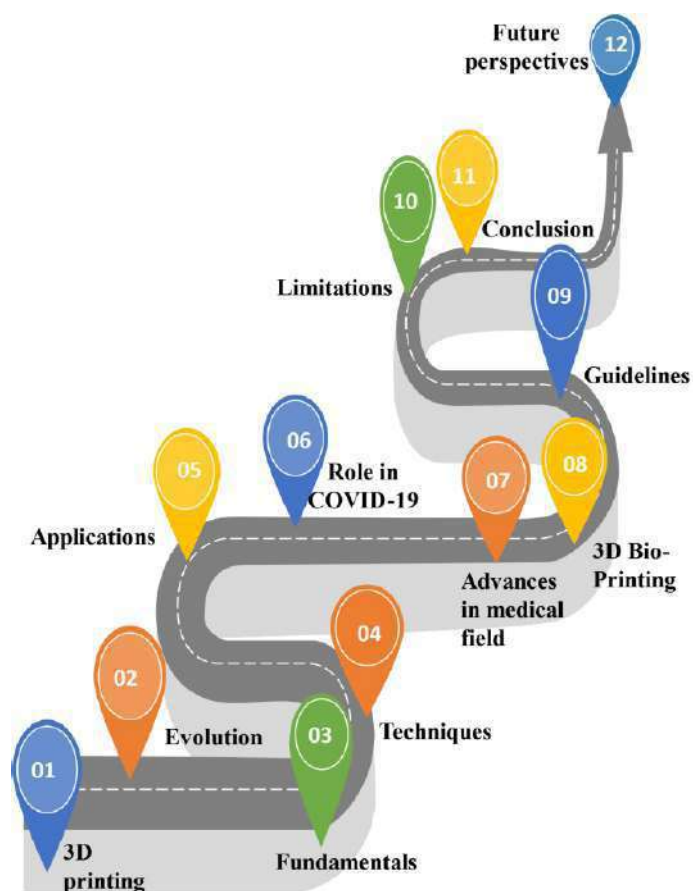 01
3D
printing
02
Evolution
03
Fundamentals
04
Techniques
05
Applications
06
Role in
COVID-19
07
Advances
in medical
field
08
3D Bio-
Printing
09
Guidelines
10
Limitations
11
Conclusion
12
Future
perspectives